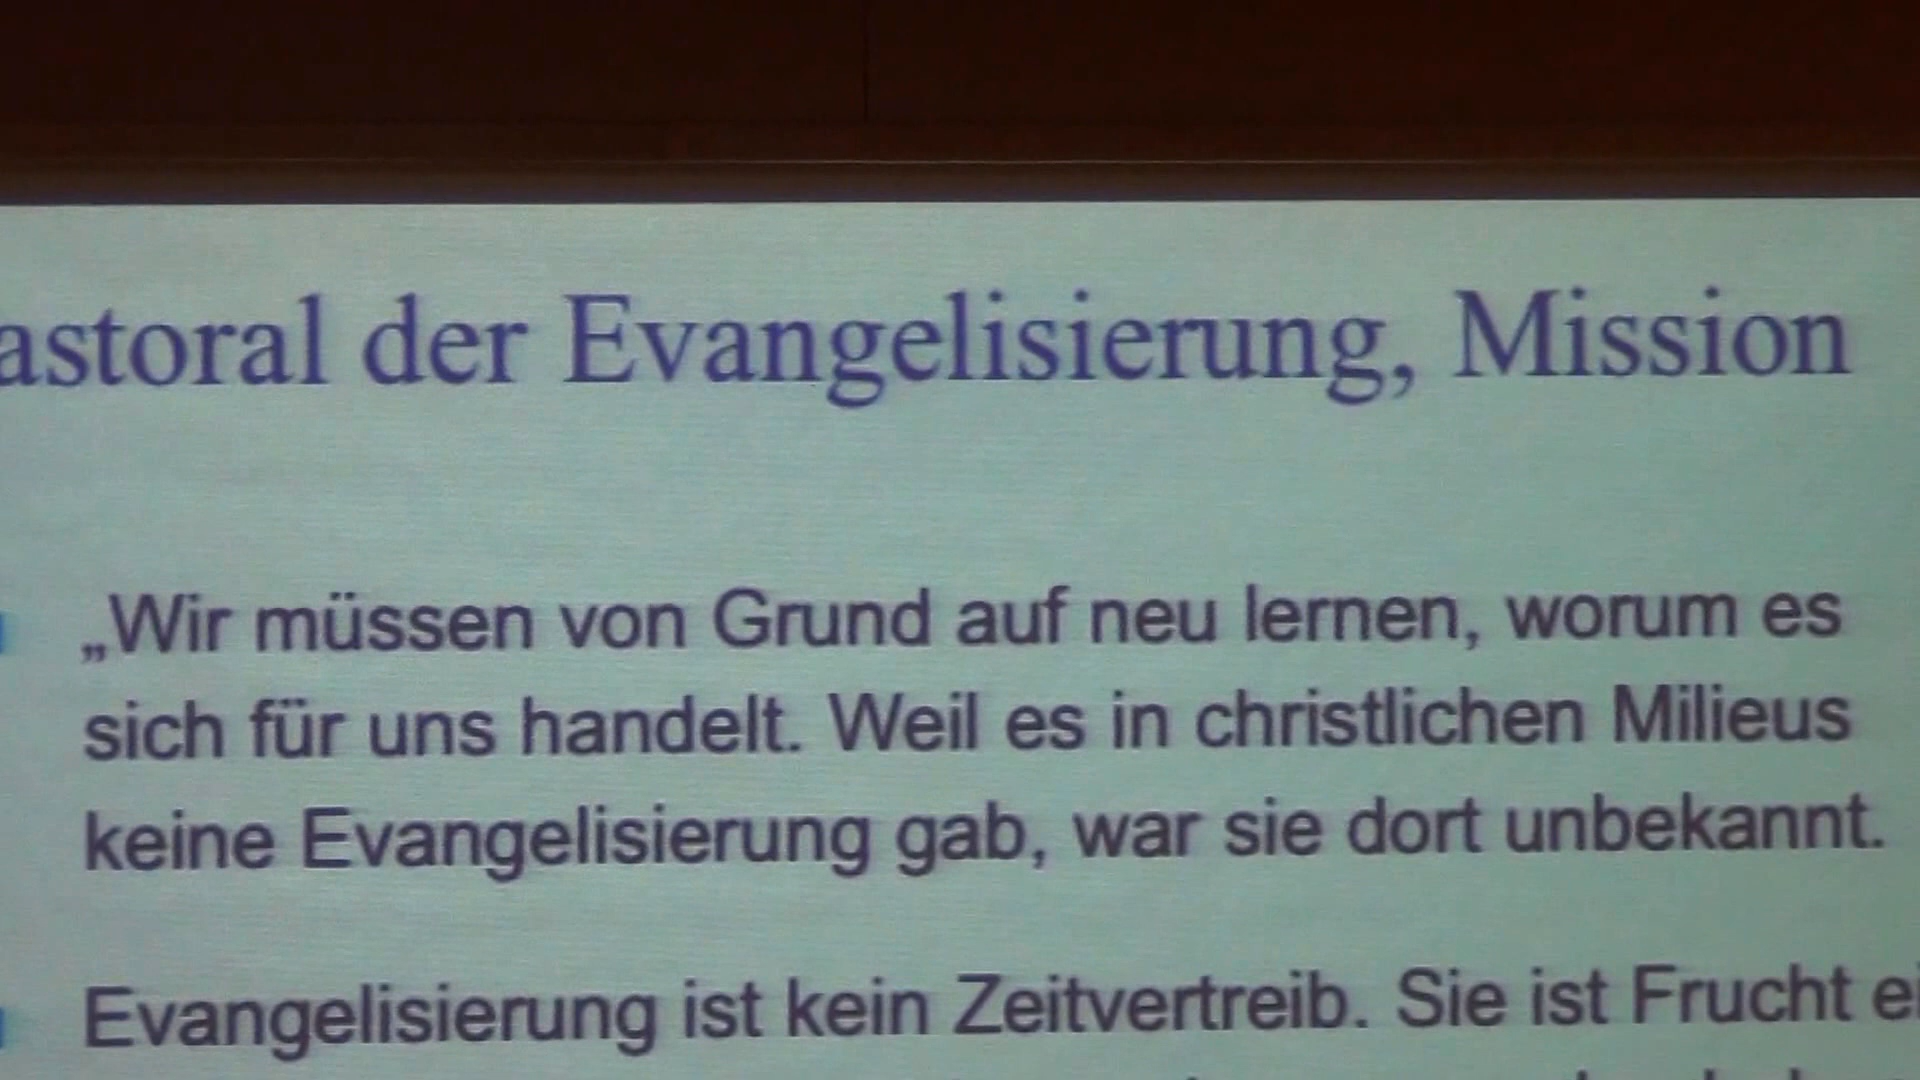 astoral der Evangelisierung, Mission
„Wir müssen von Grund auf neu lernen, worum es
sich für uns handelt. Weil es in christlichen Milieus
keine Evangelisierung gab, war sie dort unbekannt.
Evangelisierung ist kein Zeitvertreib. Sie ist Frucht